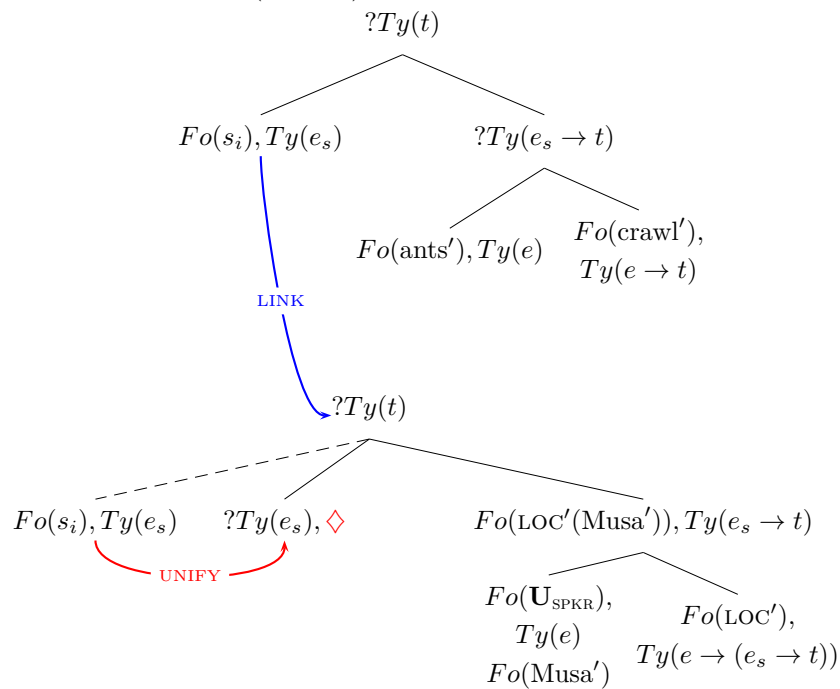 ?Ty(t)
Fo(s_i), Ty(e_s) ?Ty(e_s → t)
Fo(ants′), Ty(e) Fo(crawl′),
Ty(e → t)
LINK
?Ty(t)
Fo(s_i), Ty(e_s) ?Ty(e_s), ♢ Fo(LOC′(Musa′)), Ty(e_s → t)
UNIFY
Fo(U_SPKR),
Ty(e)
Fo(Musa′)
Fo(LOC′),
Ty(e → (e_s → t))